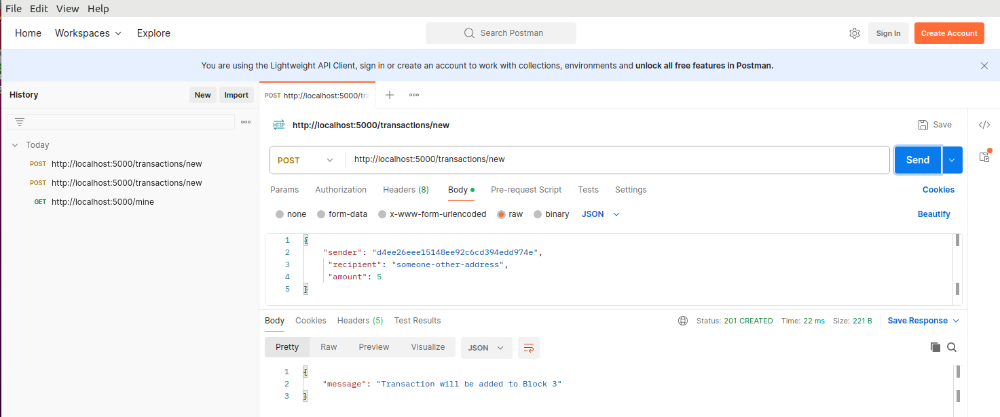 File Edit View Help
Home Workspaces Explore Search Postman Sign In Create Account
You are using the Lightweight API Client, sign in or create an account to work with collections, environments and unlock all free features in Postman.
History New Import POST http://localhost:5000/tra
HTTP http://localhost:5000/transactions/new Save
Today
POST http://localhost:5000/transactions/new
POST http://localhost:5000/transactions/new
GET http://localhost:5000/mine
POST http://localhost:5000/transactions/new Send
Params Authorization Headers (8) Body Pre-request Script Tests Settings Cookies
none form-data x-www-form-urlencoded raw binary JSON Beautify
1 {
2 "sender": "d4ee26eee15148ee92c6cd394edd974e",
3 "recipient": "someone-other-address",
4 "amount": 5
5 }
Body Cookies Headers (5) Test Results Status: 201 CREATED Time: 22 ms Size: 221 B Save Response
Pretty Raw Preview Visualize JSON
1 {
2 "message": "Transaction will be added to Block 3"
3 }